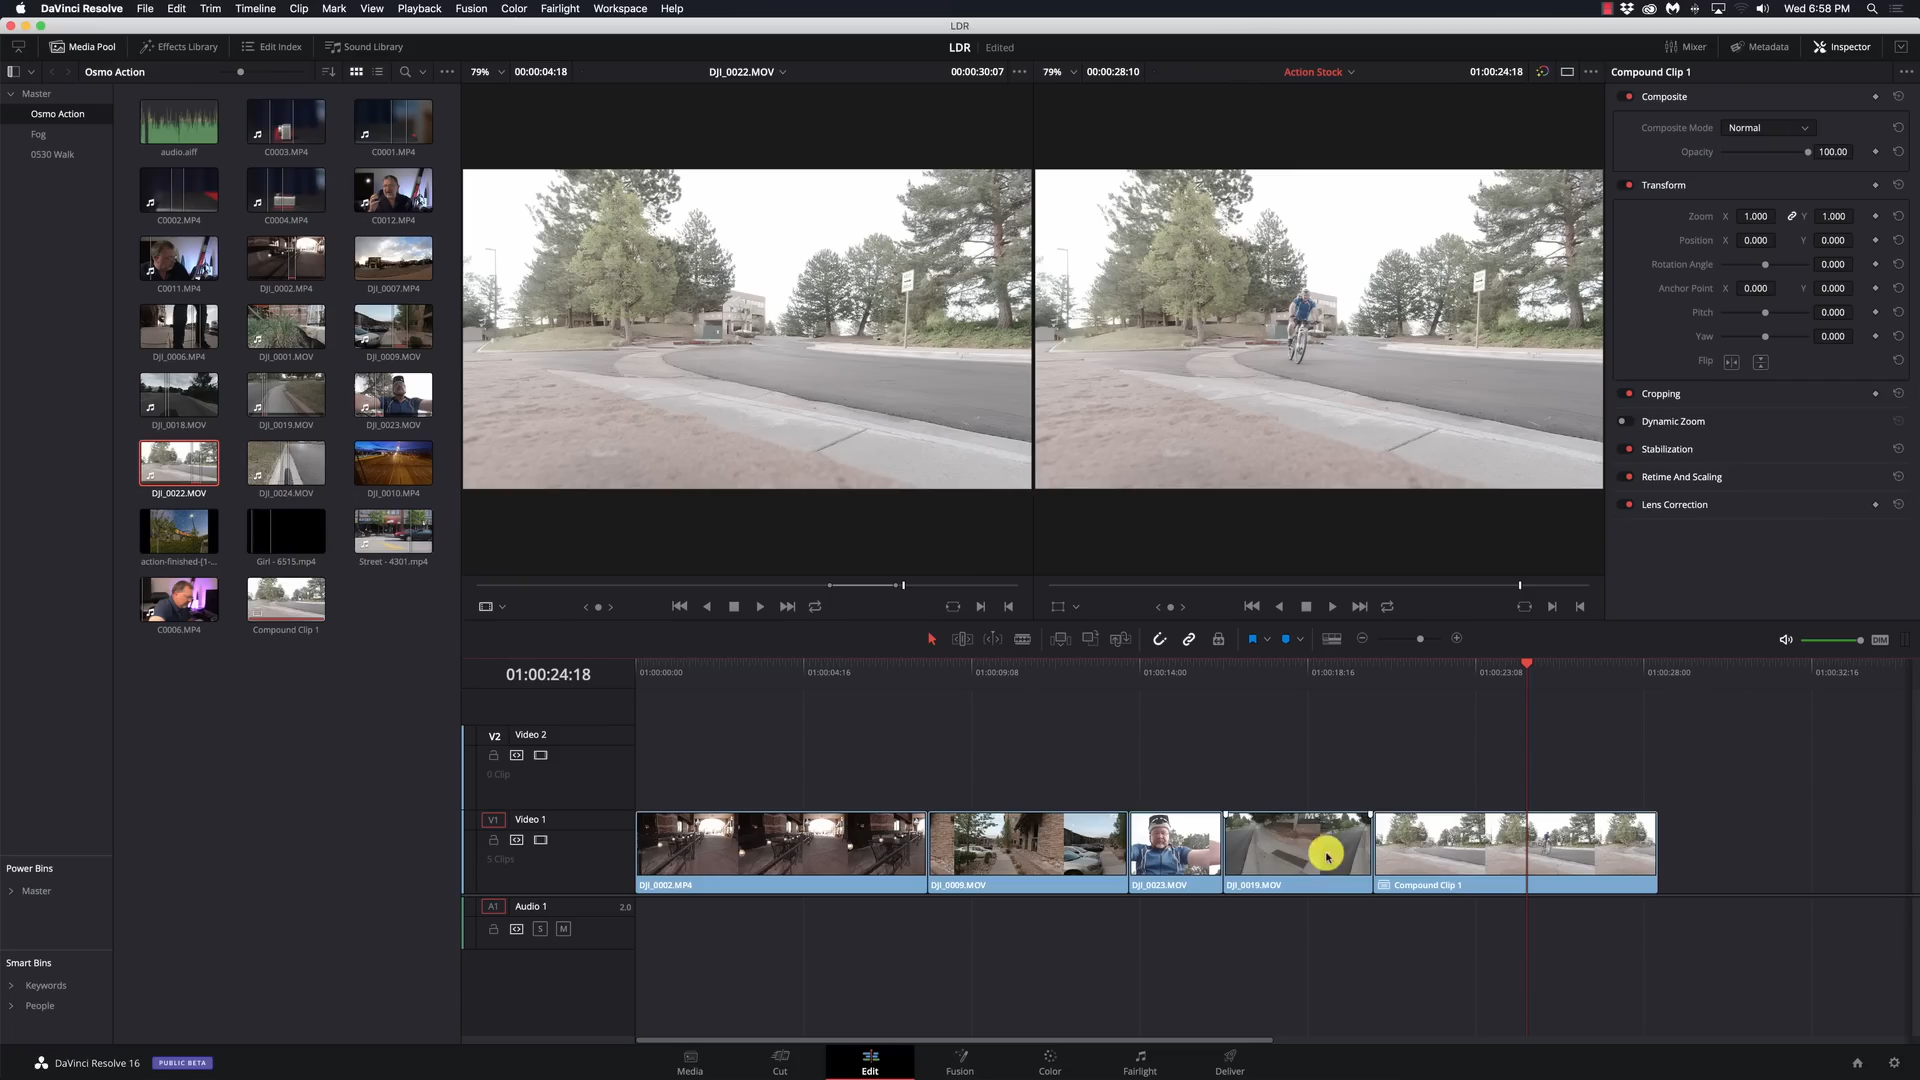 DaVinci Resolve File Edit Trim Timeline Clip Mark View Playback Fusion Color Fairlight Workspace Help Wed 6:58 PM
LDR
Media Pool Effects Library Edit Index Sound Library LDR Edited Mixer Metadata Inspector
Osmo Action 79% 00:00:04:18 DJI_0022.MOV 00:00:30:07 79% 00:00:28:10 Action Stock 01:00:24:18 Compound Clip 1
Master
Osmo Action
Fog
0530 Walk
audio.aiff C0003.MP4 C0001.MP4
C0002.MP4 C0004.MP4 C0012.MP4
C0011.MP4 DJI_0002.MP4 DJI_0007.MP4
DJI_0006.MP4 DJI_0001.MOV DJI_0009.MOV
DJI_0018.MOV DJI_0019.MOV DJI_0023.MOV
DJI_0022.MOV DJI_0024.MOV DJI_0010.MP4
action-finished-[1-... Girl - 6515.mp4 Street - 4301.mp4
C0006.MP4 Compound Clip 1
Composite
Composite Mode Normal
Opacity 100.00
Transform
Zoom X 1.000 Y 1.000
Position X 0.000 Y 0.000
Rotation Angle 0.000
Anchor Point X 0.000 Y 0.000
Pitch 0.000
Yaw 0.000
Flip
Cropping
Dynamic Zoom
Stabilization
Retime And Scaling
Lens Correction
DIM
01:00:24:18 01:00:00:00 01:00:04:16 01:00:09:08 01:00:14:00 01:00:18:16 01:00:23:08 01:00:28:00 01:00:32:16
V2 Video 2
0 Clip
V1 Video 1
5 Clips
DJI_0002.MP4 DJI_0009.MOV DJI_0023.MOV DJI_0019.MOV Compound Clip 1
A1 Audio 1 2.0
S M
Power Bins
Master
Smart Bins
Keywords
People
DaVinci Resolve 16 PUBLIC BETA
Media Cut Edit Fusion Color Fairlight Deliver